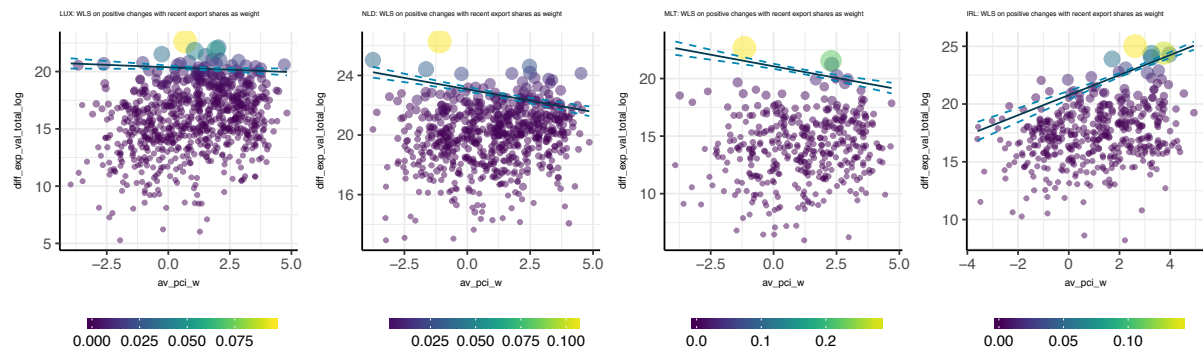 LUX: WLS on positive changes with recent export shares as weight
diff_exp_val_total_log
20
15
10
5
−2.5 0.0 2.5 5.0
av_pci_w
0.000 0.025 0.050 0.075
NLD: WLS on positive changes with recent export shares as weight
diff_exp_val_total_log
24
20
16
−2.5 0.0 2.5 5.0
av_pci_w
0.025 0.050 0.075 0.100
MLT: WLS on positive changes with recent export shares as weight
diff_exp_val_total_log
20
15
10
−2.5 0.0 2.5 5.0
av_pci_w
0.0 0.1 0.2
IRL: WLS on positive changes with recent export shares as weight
diff_exp_val_total_log
25
20
15
10
−4 −2 0 2 4
av_pci_w
0.00 0.05 0.10